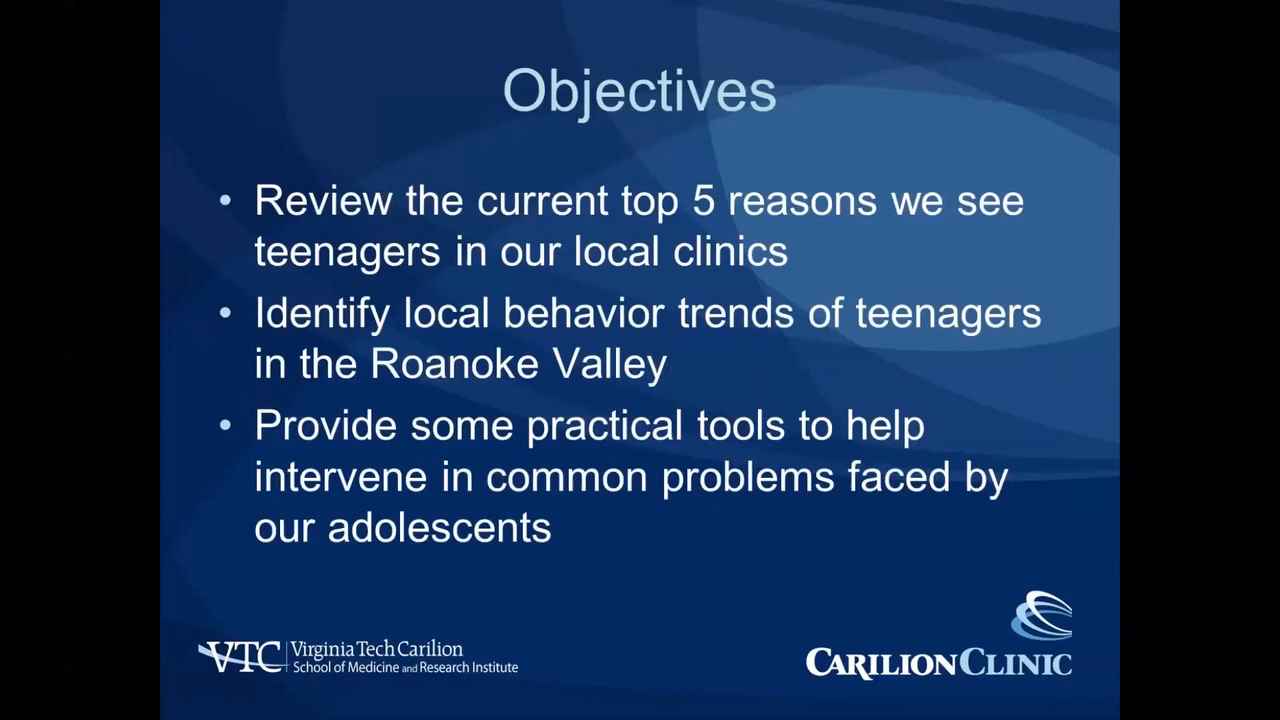 Objectives
• Review the current top 5 reasons we see
teenagers in our local clinics
• Identify local behavior trends of teenagers
in the Roanoke Valley
• Provide some practical tools to help
intervene in common problems faced by
our adolescents
VTC Virginia Tech Carilion
School of Medicine and Research Institute
CARILION CLINIC